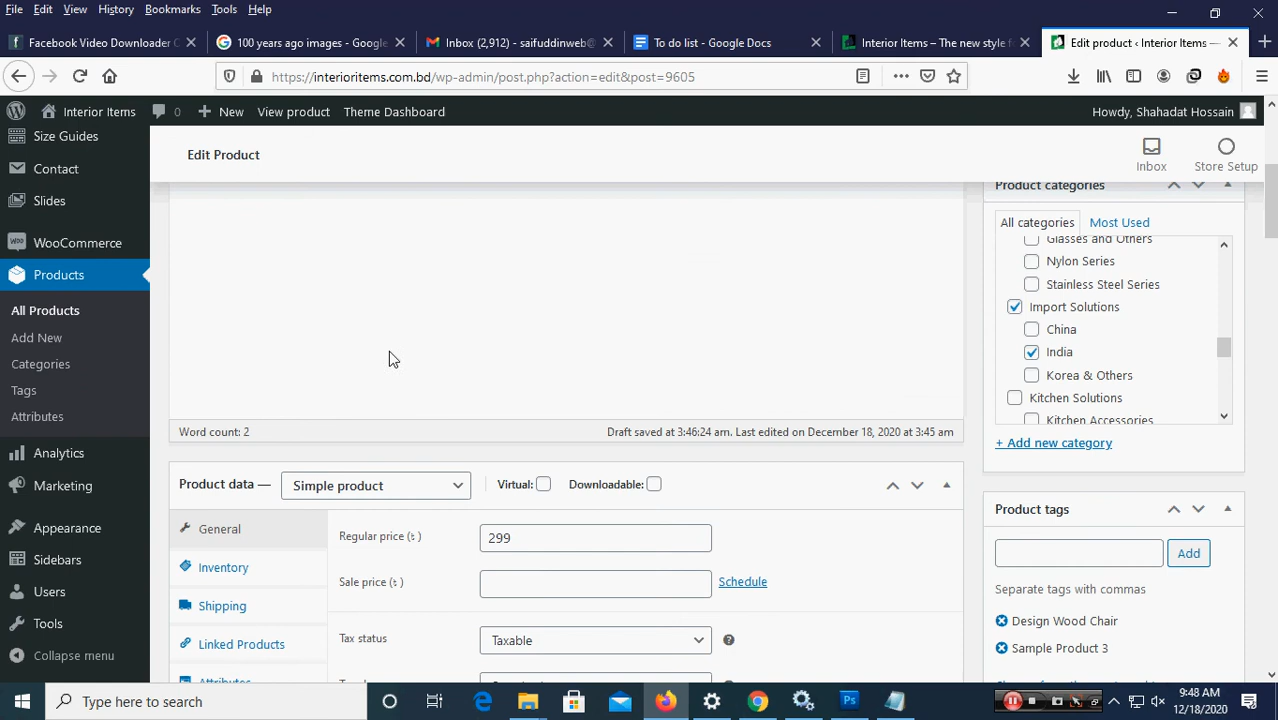 File Edit View History Bookmarks Tools Help
Facebook Video Downloader
100 years ago images - Google
Inbox (2,912) - saifuddinweb@
To do list - Google Docs
Interior Items – The new style f
Edit product ‹ Interior Items —
https://interioritems.com.bd/wp-admin/post.php?action=edit&post=9605
Interior Items 0 New View product Theme Dashboard
Howdy, Shahadat Hossain
Size Guides
Contact
Slides
WooCommerce
Products
All Products
Add New
Categories
Tags
Attributes
Analytics
Marketing
Appearance
Sidebars
Users
Tools
Collapse menu
Edit Product
Inbox
Store Setup
Word count: 2
Draft saved at 3:46:24 am. Last edited on December 18, 2020 at 3:45 am
Product data — Simple product Virtual: Downloadable:
General
Inventory
Shipping
Linked Products
Attributes
Regular price (৳ ) 299
Sale price (৳ ) Schedule
Tax status Taxable
Product categories
All categories Most Used
Glasses and Others
Nylon Series
Stainless Steel Series
Import Solutions
China
India
Korea & Others
Kitchen Solutions
Kitchen Accessories
+ Add new category
Product tags
Add
Separate tags with commas
Design Wood Chair
Sample Product 3
Type here to search
9:48 AM
12/18/2020